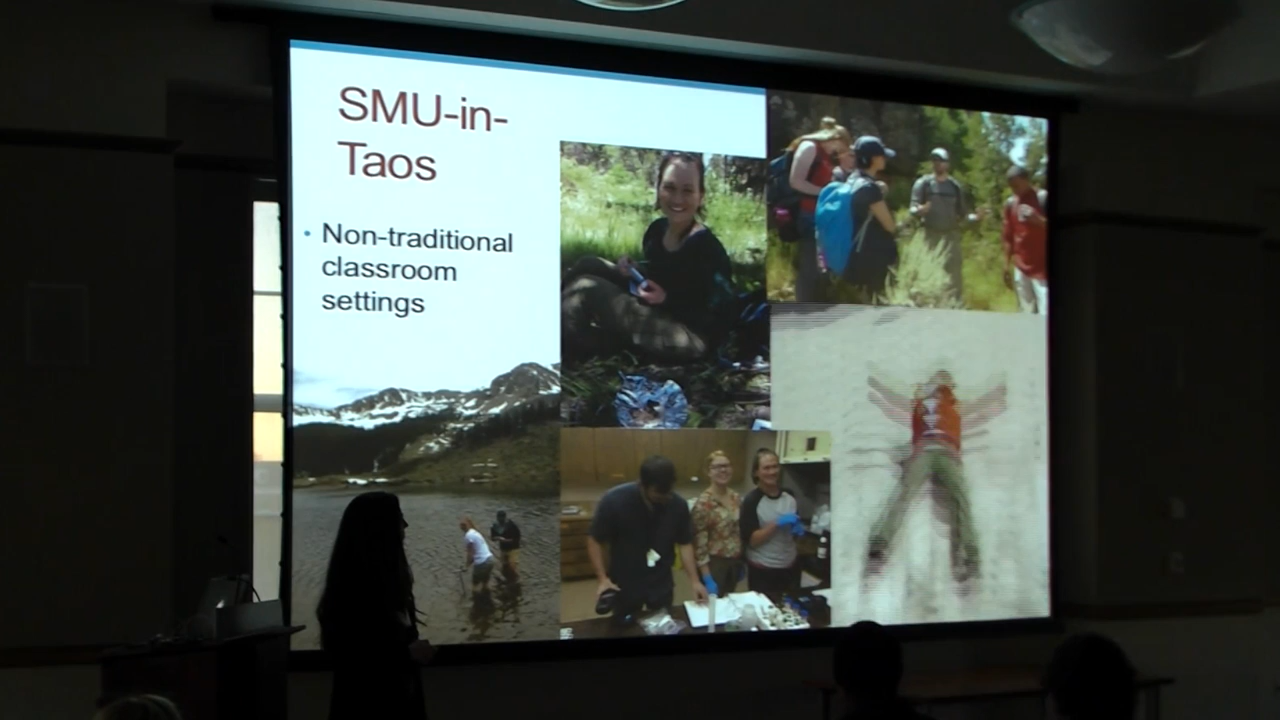 SMU-in-
Taos
• Non-traditional
classroom
settings